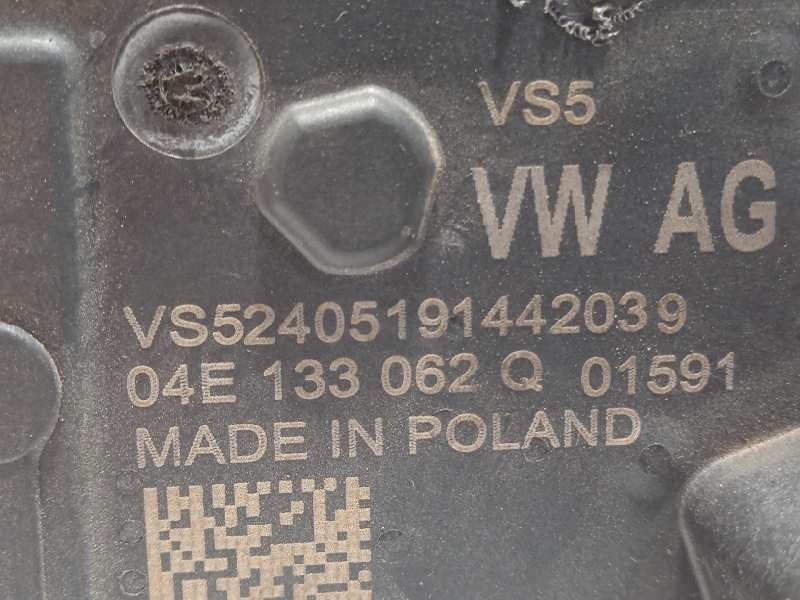 VS5
VW AG
VS52405191442039
04E 133 062 Q 01591
MADE IN POLAND